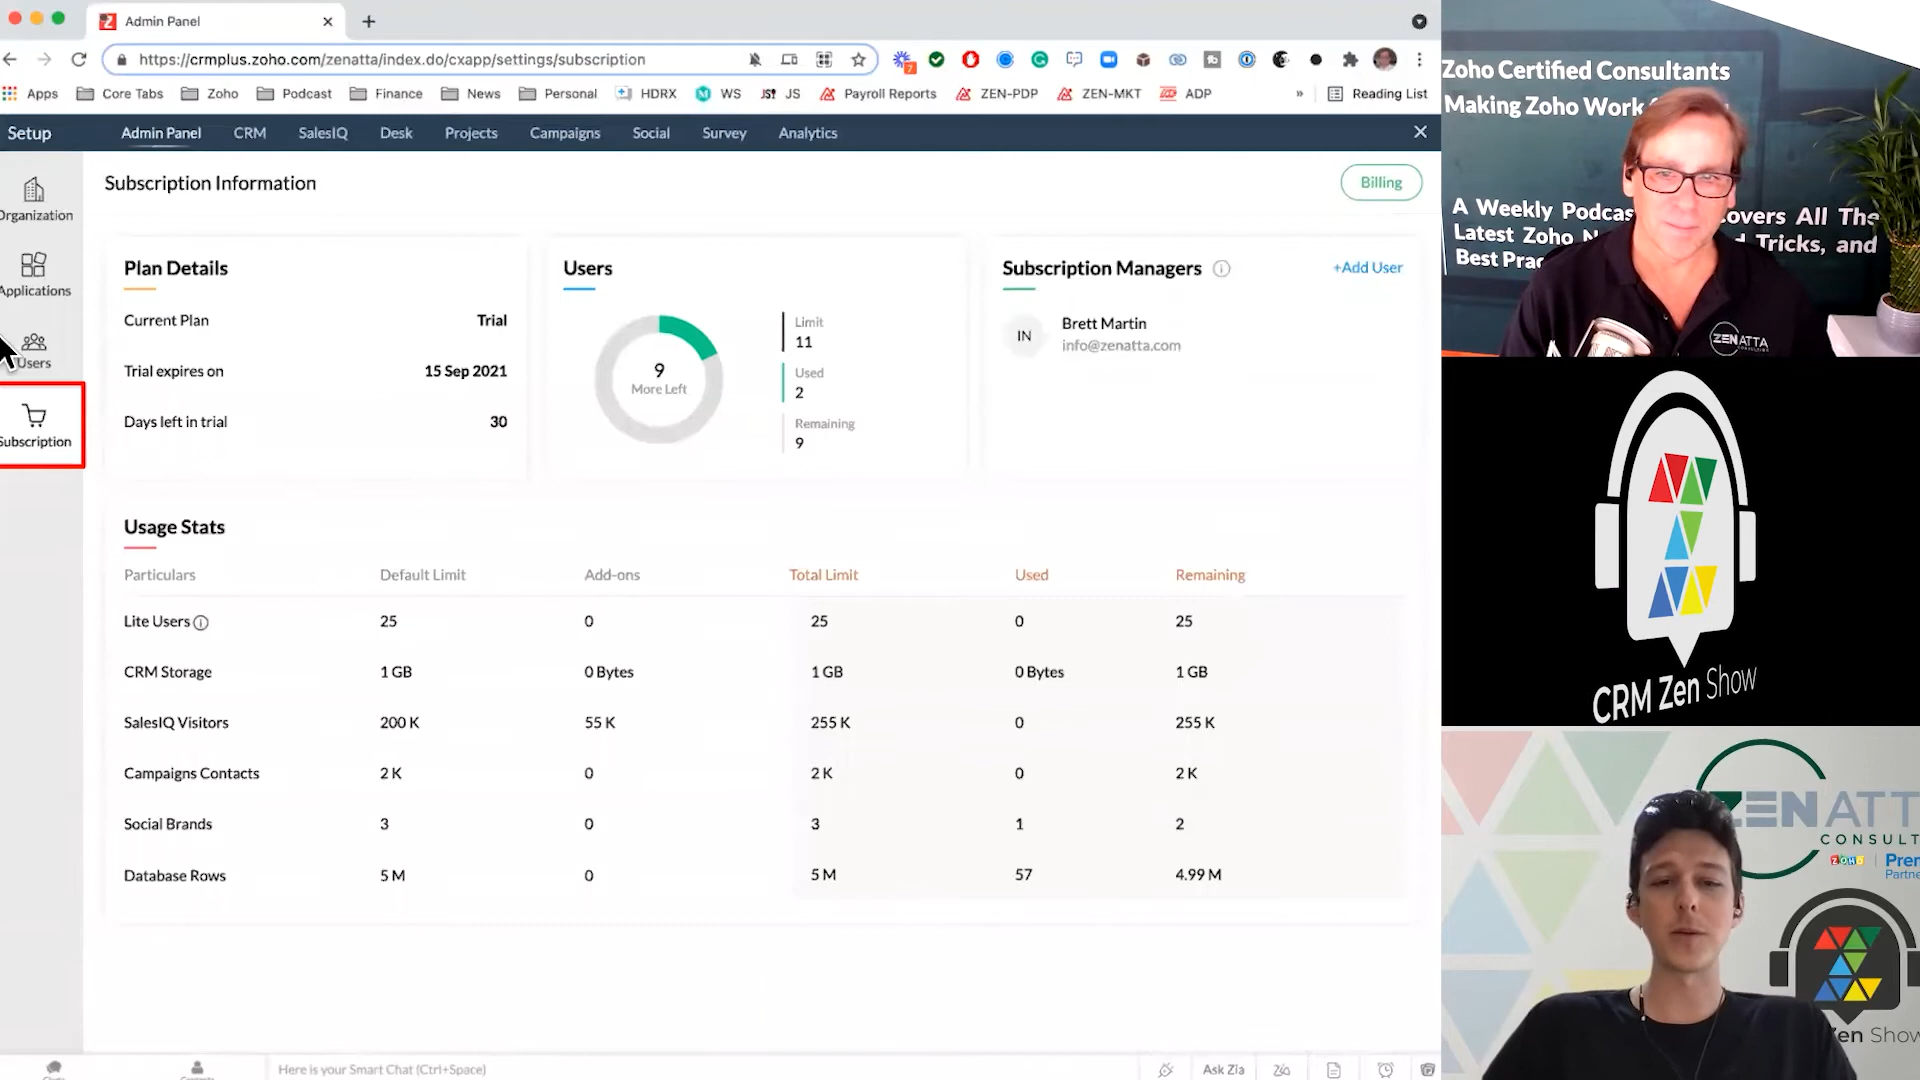 Admin Panel
https://crmplus.zoho.com/zenatta/index.do/cxapp/settings/subscription
7
Apps Core Tabs Zoho Podcast Finance News Personal HDRX WS JS JS Payroll Reports ZEN-PDP ZEN-MKT ADP » Reading List
Setup Admin Panel CRM SalesIQ Desk Projects Campaigns Social Survey Analytics
Organization
Applications
Users
Subscription
Subscription Information
Billing
Plan Details
Current Plan Trial
Trial expires on 15 Sep 2021
Days left in trial 30
Users
9
More Left
Limit
11
Used
2
Remaining
9
Subscription Managers
+Add User
IN
Brett Martin
info@zenatta.com
Usage Stats
Particulars Default Limit Add-ons Total Limit Used Remaining
Lite Users 25 0 25 0 25
CRM Storage 1 GB 0 Bytes 1 GB 0 Bytes 1 GB
SalesIQ Visitors 200 K 55 K 255 K 0 255 K
Campaigns Contacts 2 K 0 2 K 0 2 K
Social Brands 3 0 3 1 2
Database Rows 5 M 0 5 M 57 4.99 M
Here is your Smart Chat (Ctrl+Space)
Ask Zia
Zoho Certified Consultants
Making Zoho Work
A Weekly Podcas overs All The
Latest Zoho N d Tricks, and
Best Prac
ZENATTA
CRM Zen Show
ZENATT
CONSULT
ZOHO Prem
Partne
Zen Show